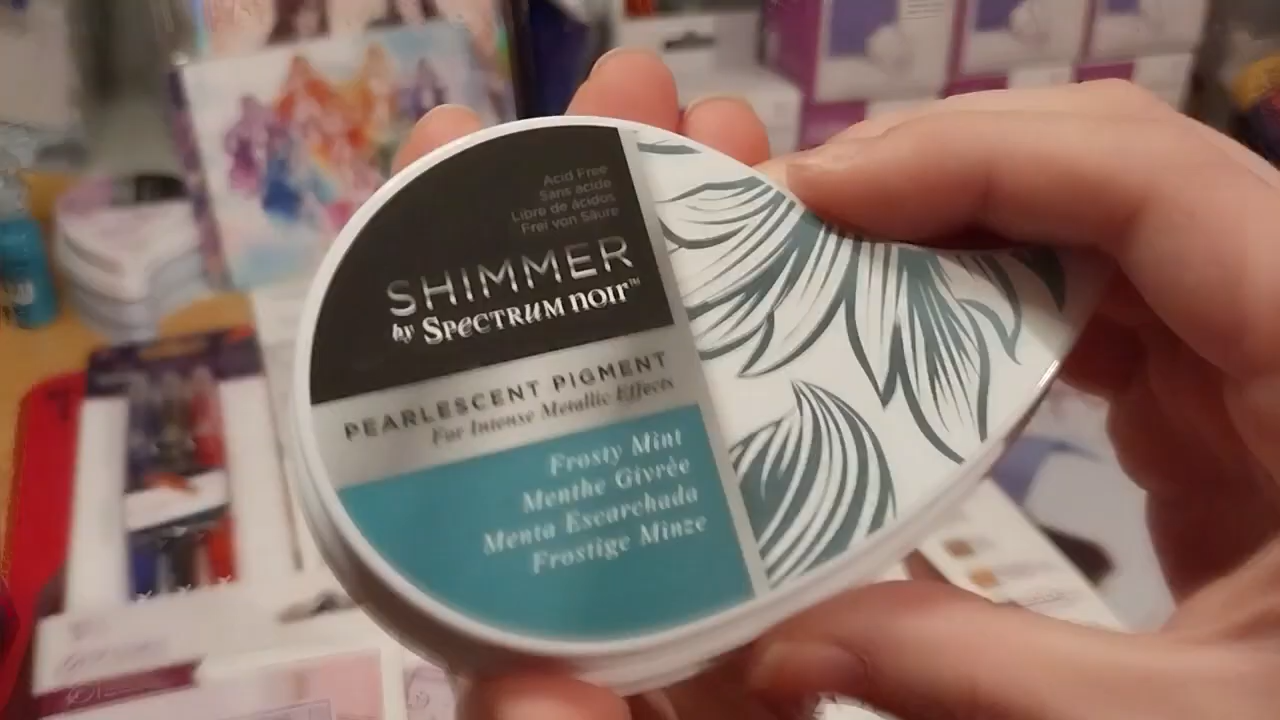 Acid Free
Sans acide
Libre de ácidos
Frei von Säure
SHIMMER
by SPECTRUM NOIR™
PEARLESCENT PIGMENT
For Intense Metallic Effects
Frosty Mint
Menthe Givrée
Menta Escarchada
Frostige Minze